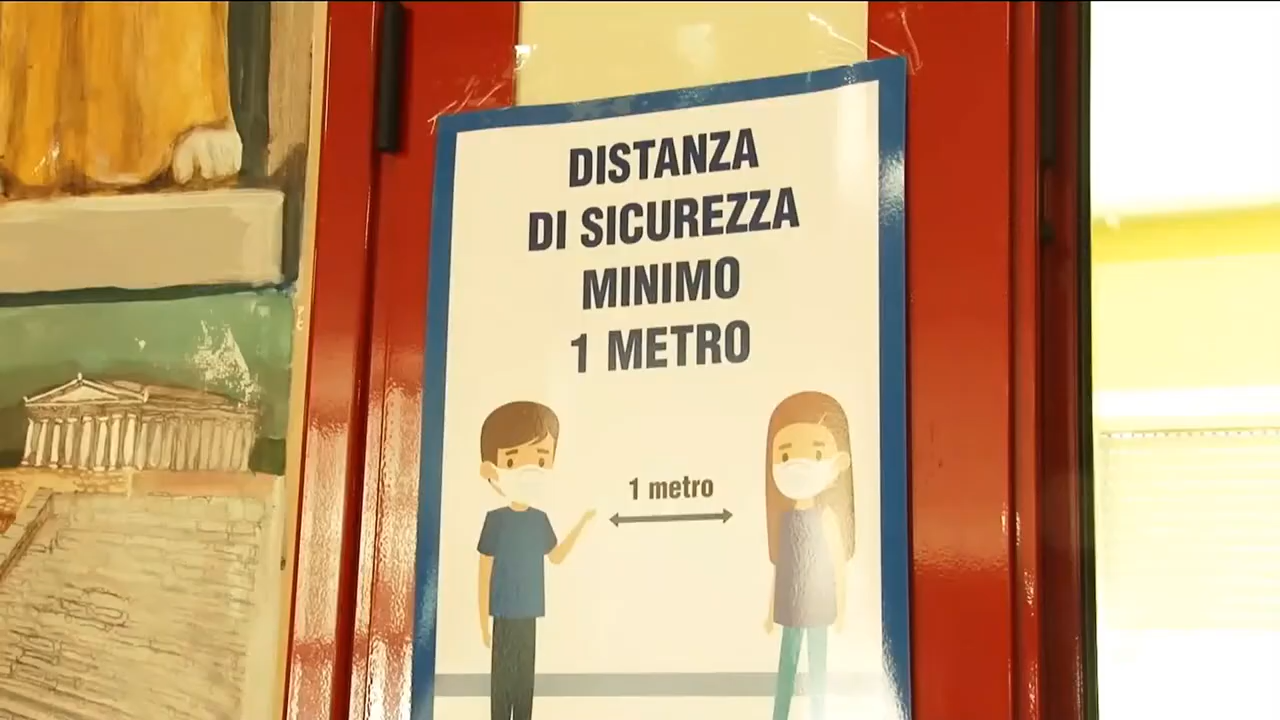 DISTANZA
DI SICUREZZA
MINIMO
1 METRO
1 metro